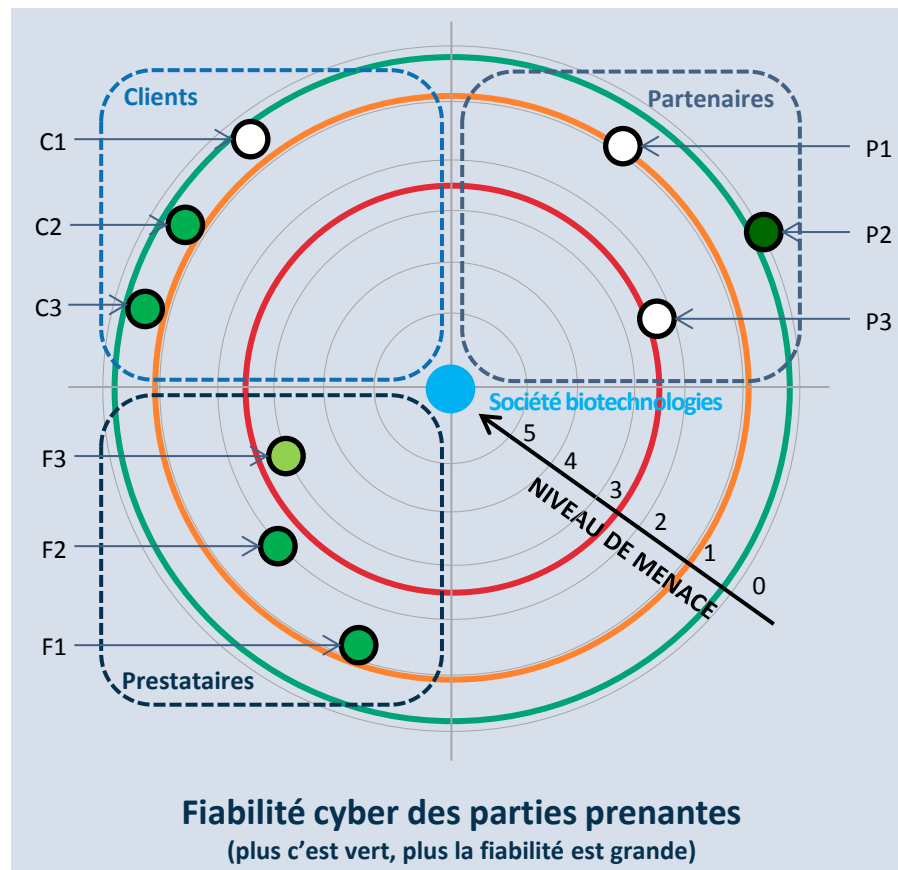 Clients
Partenaires
C1
P1
C2
P2
C3
P3
Société biotechnologies
5
4
3
2
1
0
NIVEAU DE MENACE
F3
F2
F1
Prestataires
Fiabilité cyber des parties prenantes
(plus c’est vert, plus la fiabilité est grande)